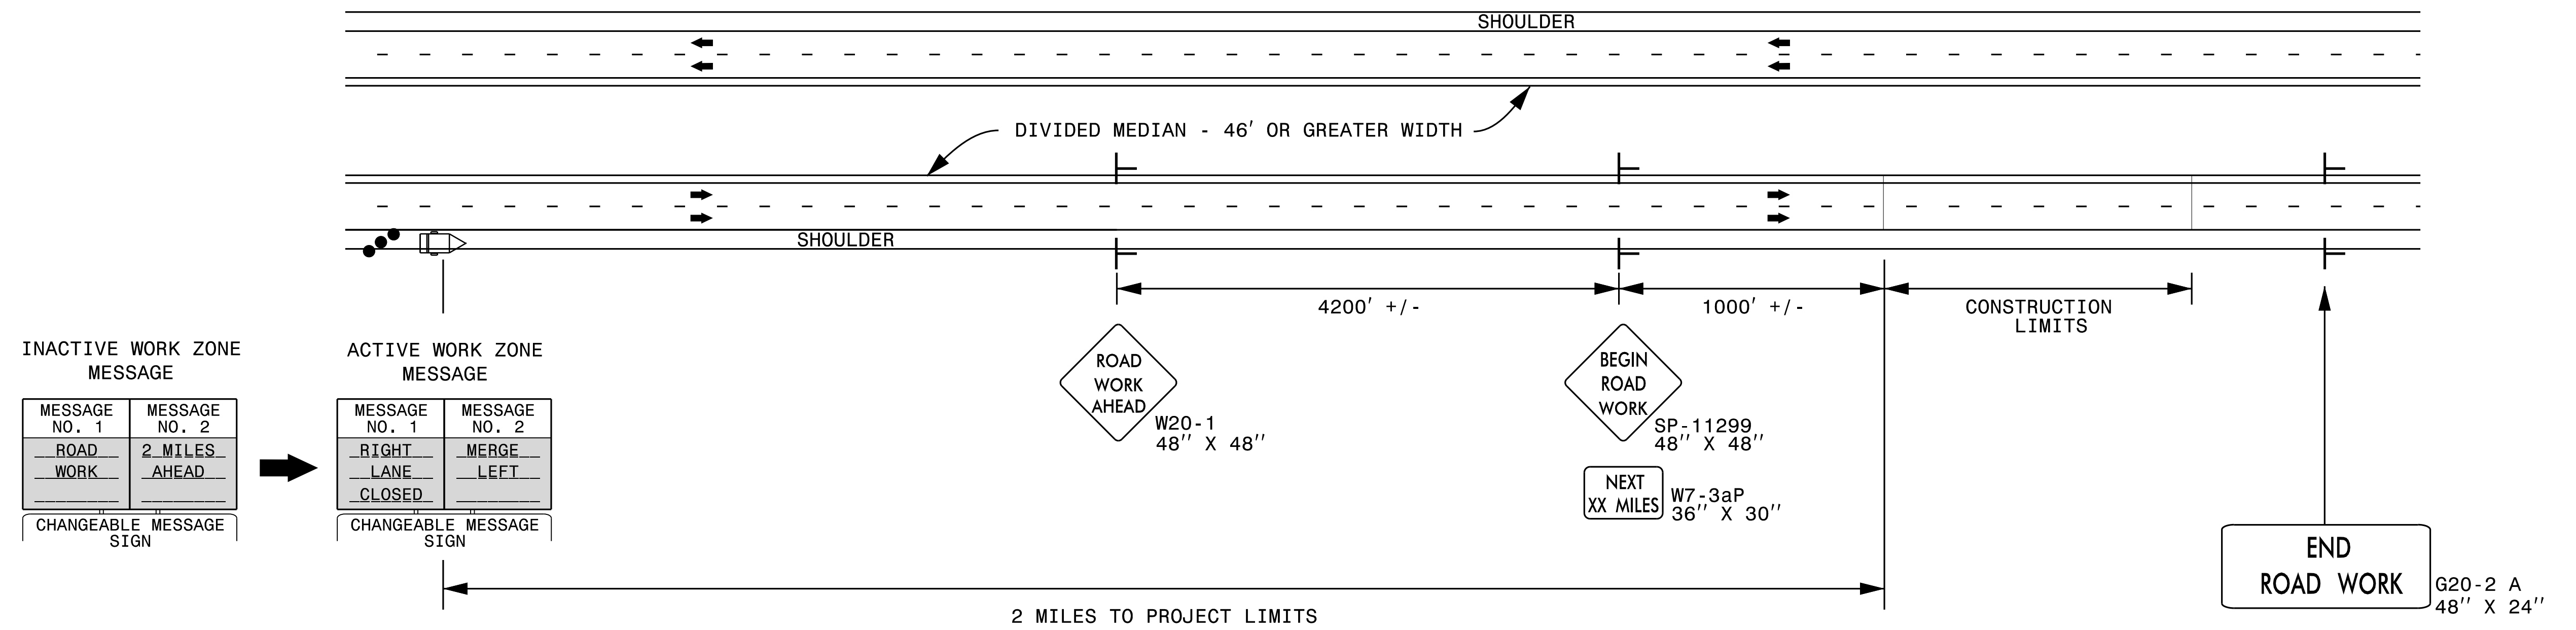 SHOULDER
DIVIDED MEDIAN - 46' OR GREATER WIDTH
SHOULDER
4200' +/-
1000' +/-
CONSTRUCTION
LIMITS
INACTIVE WORK ZONE
MESSAGE
MESSAGE
NO. 1
MESSAGE
NO. 2
ROAD
WORK
2 MILES
AHEAD
CHANGEABLE MESSAGE
SIGN
ACTIVE WORK ZONE
MESSAGE
MESSAGE
NO. 1
MESSAGE
NO. 2
RIGHT
LANE
CLOSED
MERGE
LEFT
CHANGEABLE MESSAGE
SIGN
ROAD
WORK
AHEAD
W20-1
48'' X 48''
BEGIN
ROAD
WORK
SP-11299
48'' X 48''
NEXT
XX MILES
W7-3aP
36'' X 30''
END
ROAD WORK
G20-2 A
48'' X 24''
2 MILES TO PROJECT LIMITS